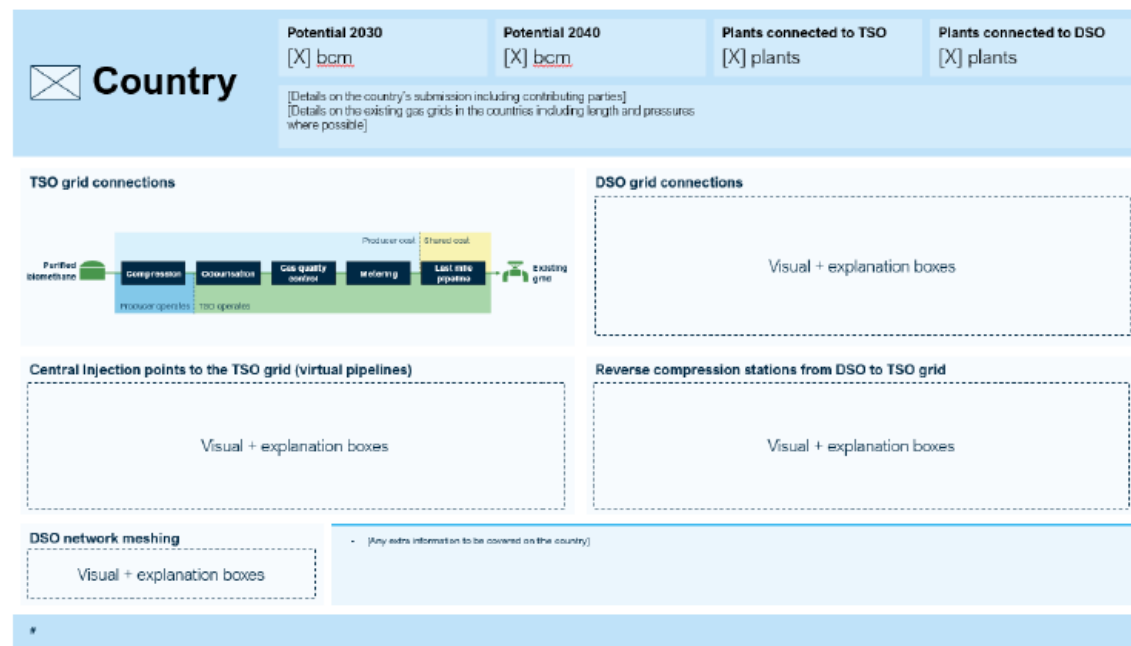 Country
Potential 2030
[X] bcm
Potential 2040
[X] bcm
Plants connected to TSO
[X] plants
Plants connected to DSO
[X] plants
[Details on the country's submission including contributing parties]
[Details on the existing gas grids in the countries including length and pressures
where possible]
TSO grid connections
Producer cost
Shared cost
Purified
biomethane
Compression
Odourisation
Gas quality
control
Metering
Last mile
pipeline
Existing
grid
Producer operates
TSO operates
DSO grid connections
Visual + explanation boxes
Central Injection points to the TSO grid (virtual pipelines)
Visual + explanation boxes
Reverse compression stations from DSO to TSO grid
Visual + explanation boxes
DSO network meshing
Visual + explanation boxes
• [Any extra information to be covered on the country]
#